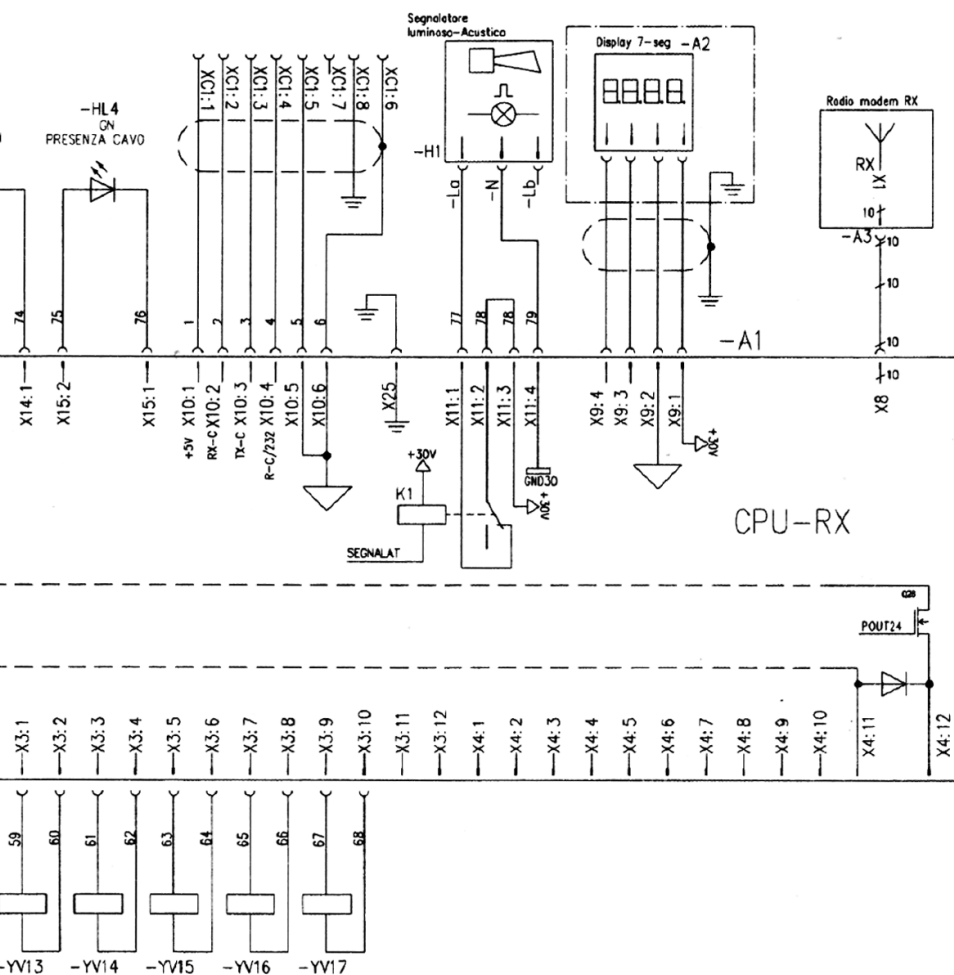 Segnalatore
luminoso-Acustico
Display 7-seg -A2
XC1:1
XC1:2
XC1:3
XC1:4
XC1:5
XC1:7
XC1:8
XC1:6
-HL4
GN
PRESENZA CAVO
-H1
-La
-N
-Lb
Radio modem RX
RX
X1
10
-A3
10
10
10
10
74
75
76
1
2
3
4
5
6
77
78
78
79
-A1
X14:1
X15:2
X15:1
X10:1
X10:2
X10:3
X10:4
X10:5
X10:6
X25
X11:1
X11:2
X11:3
X11:4
X9:4
X9:3
X9:2
X9:1
X8
+5V
RX-C
TX-C
R-C/232
+30V
K1
SEGNALAT
GND30
+30V
+30V
CPU-RX
Q28
POUT24
X3:1
X3:2
X3:3
X3:4
X3:5
X3:6
X3:7
X3:8
X3:9
X3:10
X3:11
X3:12
X4:1
X4:2
X4:3
X4:4
X4:5
X4:6
X4:7
X4:8
X4:9
X4:10
X4:11
X4:12
59
60
61
62
63
64
65
66
67
68
-YV13
-YV14
-YV15
-YV16
-YV17